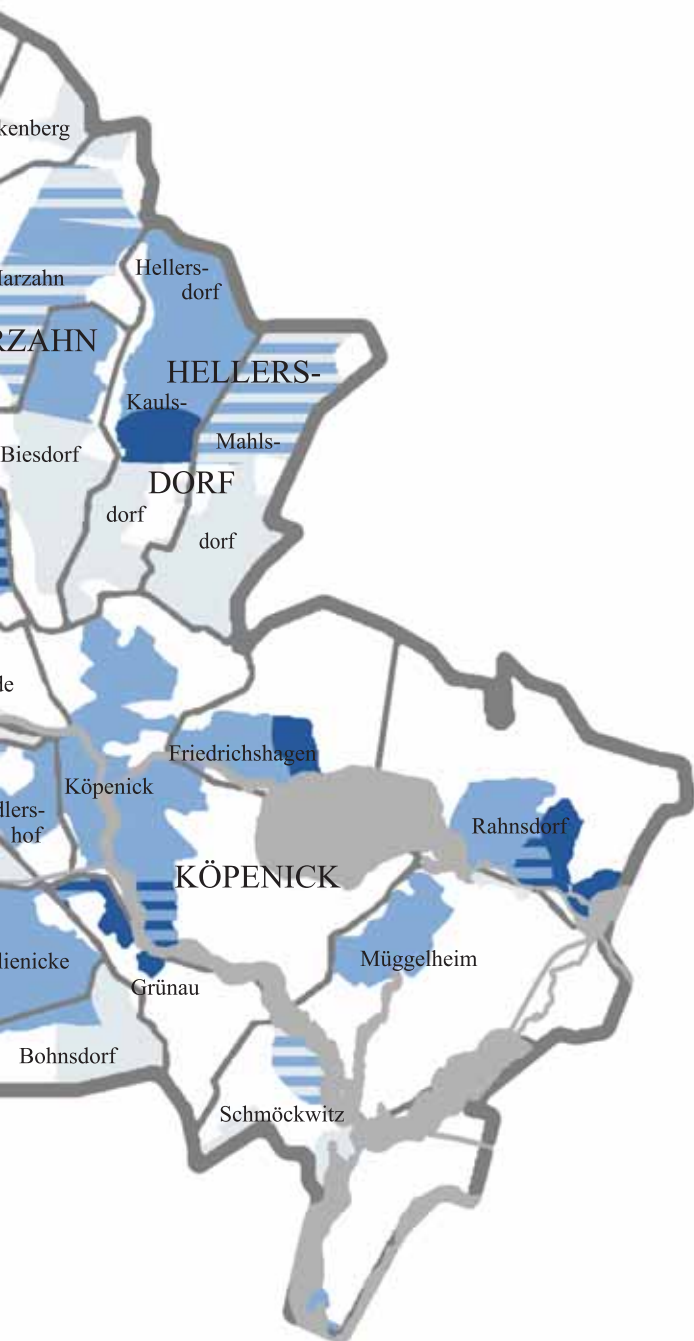 kenberg
arzahn
Hellers-
dorf
RZAHN
HELLERS-
Kauls-
Mahls-
Biesdorf
DORF
dorf
dorf
de
Friedrichshagen
Köpenick
dlers-
hof
Rahnsdorf
KÖPENICK
lienicke
Müggelheim
Grünau
Bohnsdorf
Schmöckwitz